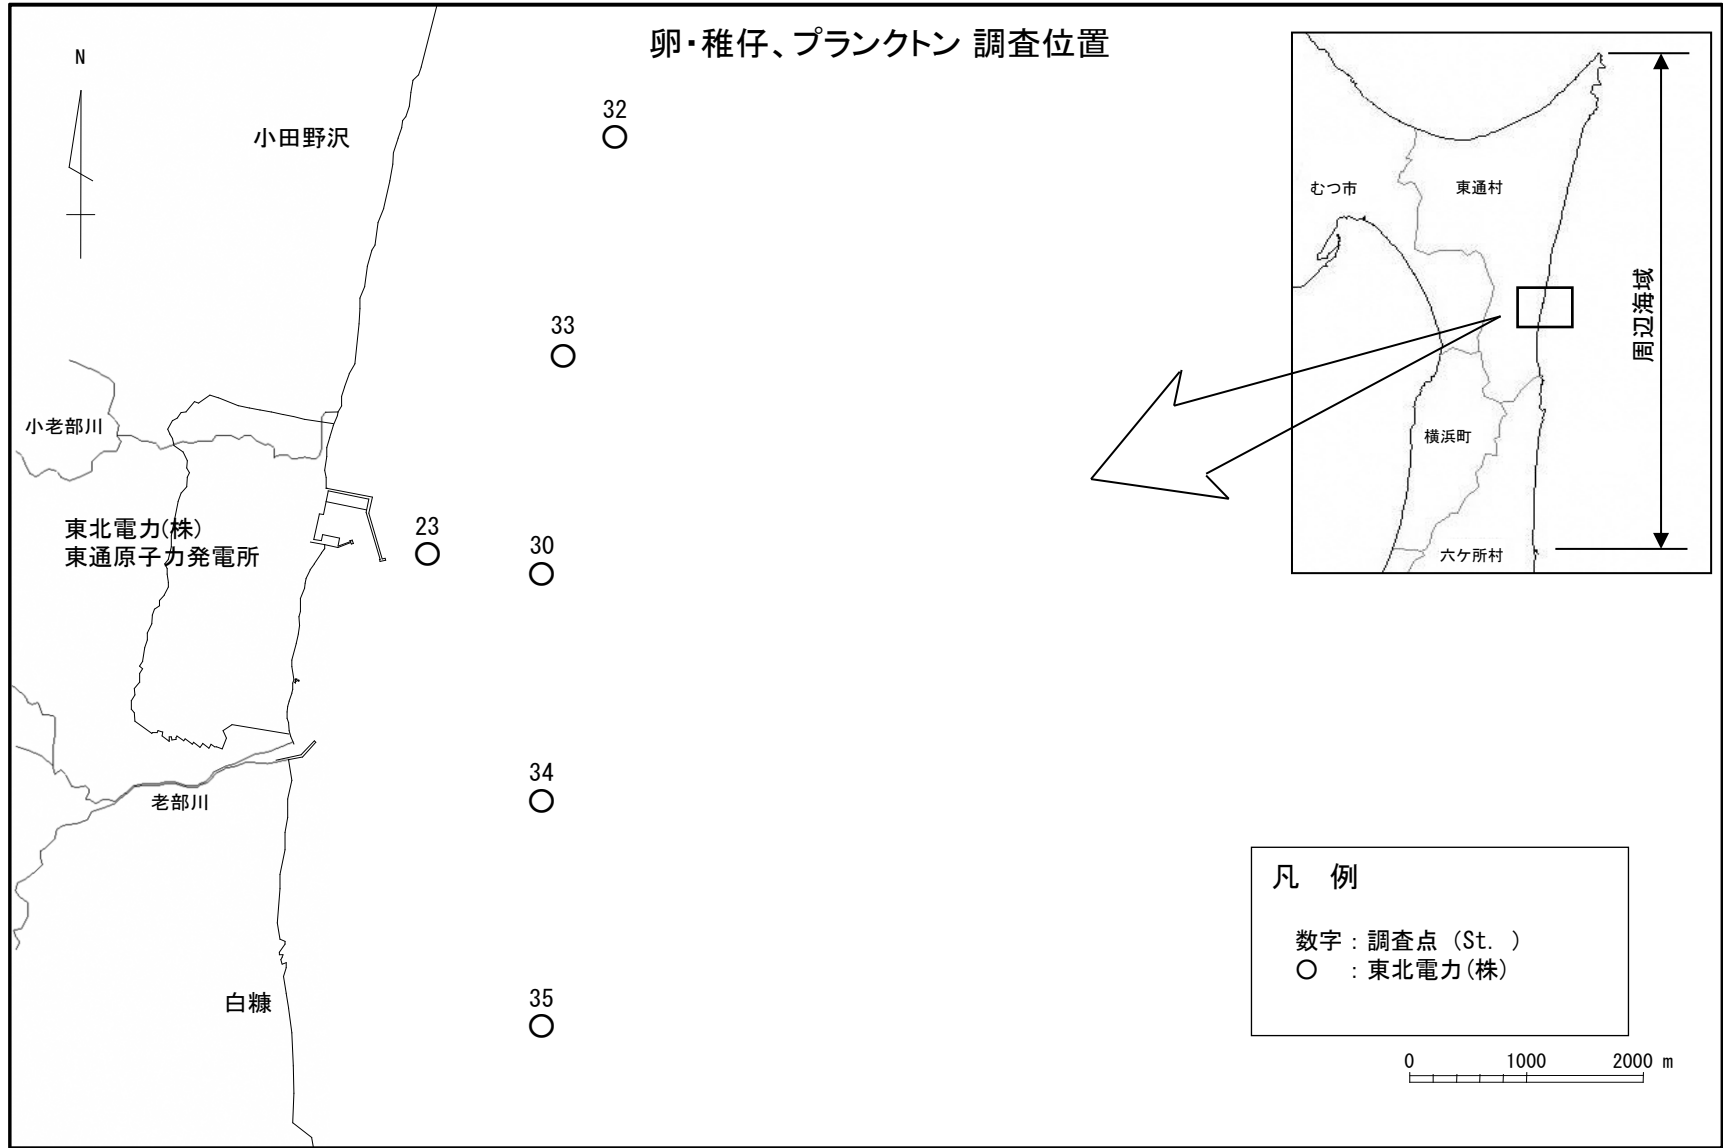 卵・稚仔、プランクトン 調査位置
N
小田野沢
32
33
小老部川
東北電力(株)
東通原子力発電所
23
30
34
老部川
白糠
35
むつ市
東通村
周辺海域
横浜町
六ケ所村
凡 例
数字 : 調査点 (St. )
○ : 東北電力(株)
0 1000 2000 m